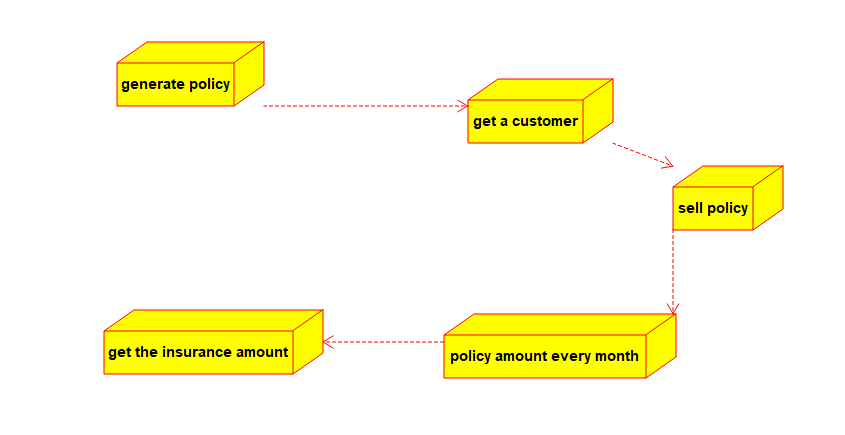 generate policy
get a customer
sell policy
policy amount every month
get the insurance amount